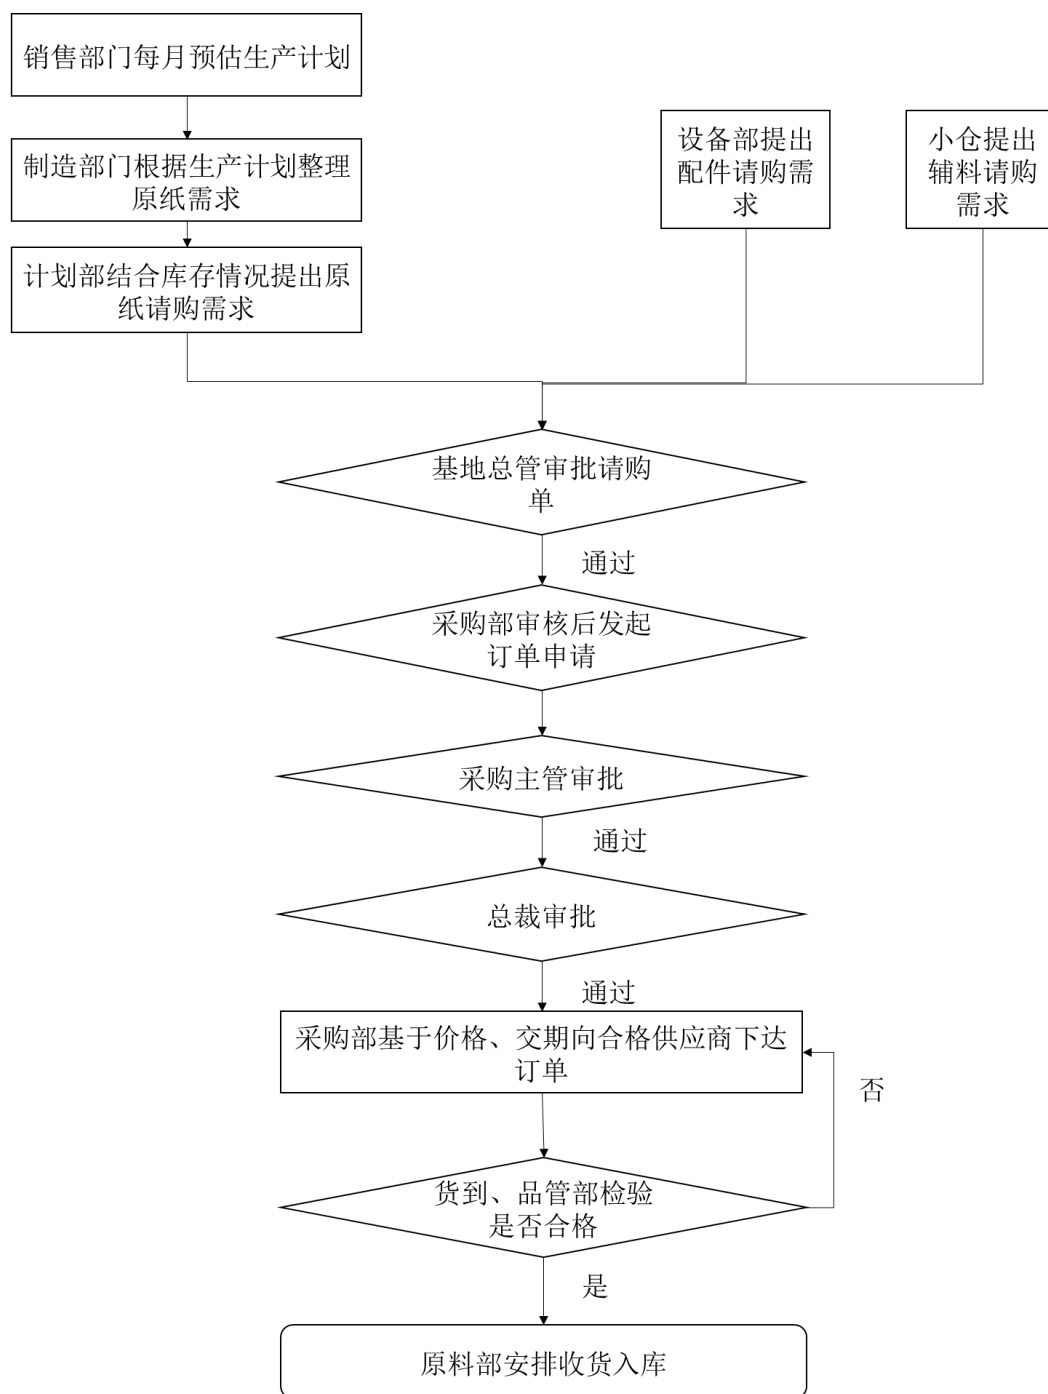 销售部门每月预估生产计划
制造部门根据生产计划整理
原纸需求
计划部结合库存情况提出原
纸请购需求
设备部提出
配件请购需
求
小仓提出
辅料请购
需求
基地总管审批请购
单
通过
采购部审核后发起
订单申请
采购主管审批
通过
总裁审批
通过
采购部基于价格、交期向合格供应商下达
订单
否
货到、品管部检验
是否合格
是
原料部安排收货入库